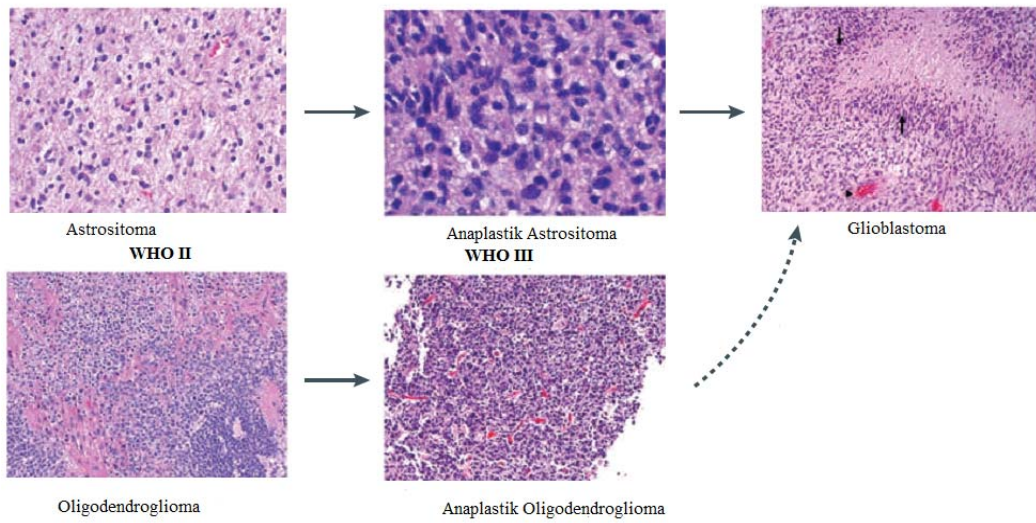 Astrositoma
Anaplastik Astrositoma
Glioblastoma
WHO II
WHO III
Oligodendroglioma
Anaplastik Oligodendroglioma